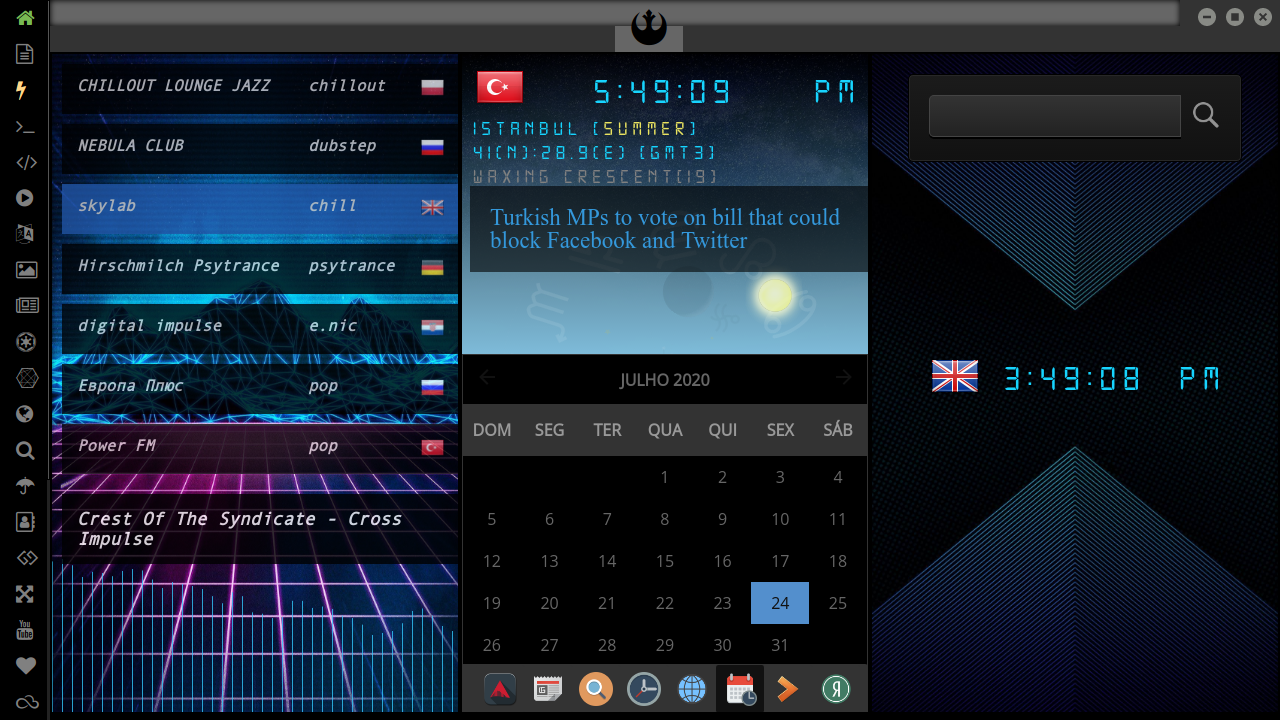 CHILLOUT LOUNGE JAZZ chillout
NEBULA CLUB dubstep
skylab chill
Hirschmilch Psytrance psytrance
digital impulse e.nic
Европа Плюс pop
Power FM pop
Crest Of The Syndicate - Cross
Impulse
5:49:09 PM
ISTANBUL (SUMMER)
41(N):28.9(E) (GMT3)
WAXING CRESCENT(19)
Turkish MPs to vote on bill that could
block Facebook and Twitter
JULHO 2020
DOM SEG TER QUA QUI SEX SÁB
1 2 3 4
5 6 7 8 9 10 11
12 13 14 15 16 17 18
19 20 21 22 23 24 25
26 27 28 29 30 31
Я
3:49:08 PM
You
Tube